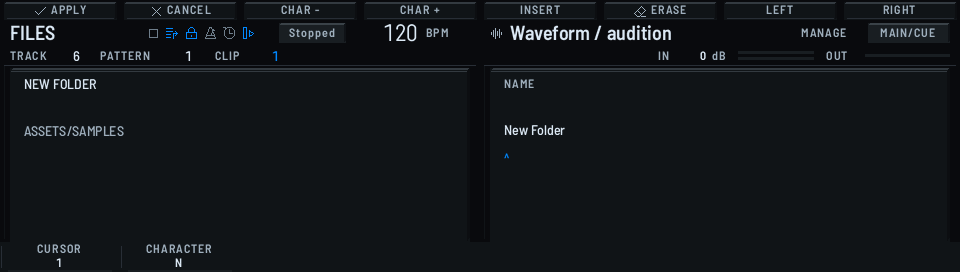 APPLY CANCEL CHAR - CHAR + INSERT ERASE LEFT RIGHT
FILES Stopped 120 BPM Waveform / audition MANAGE MAIN/CUE
TRACK 6 PATTERN 1 CLIP 1 IN 0 dB OUT
NEW FOLDER
ASSETS/SAMPLES
NAME
New Folder
^
CURSOR CHARACTER
1 N